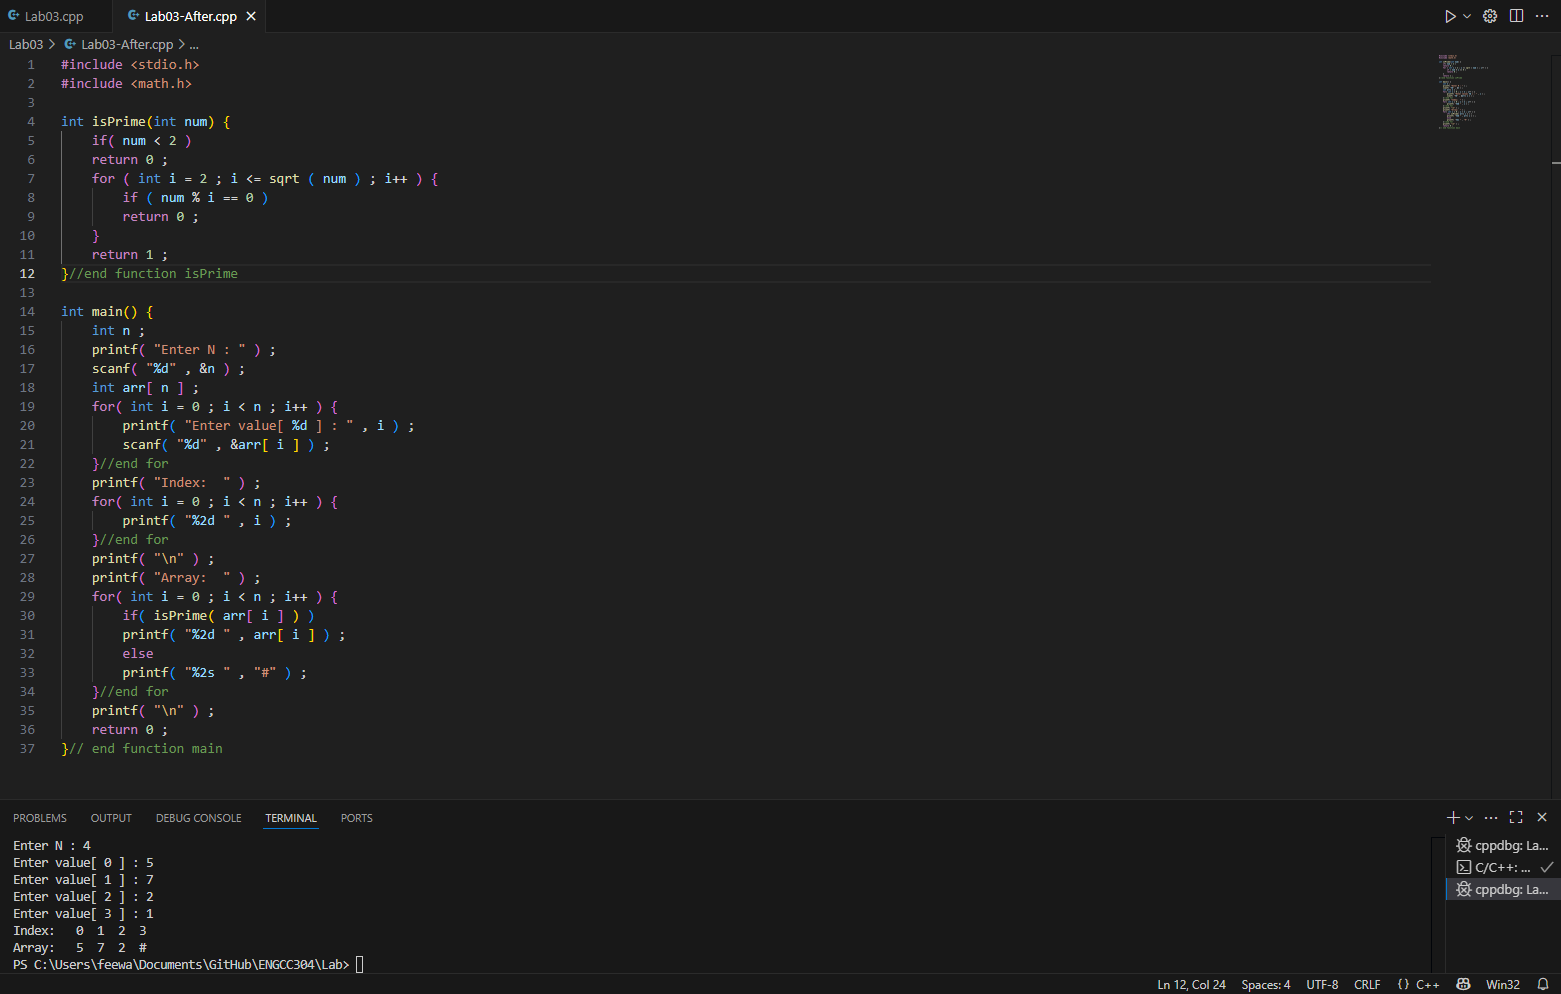 Lab03.cpp
Lab03-After.cpp
Lab03 > Lab03-After.cpp > ...
1 #include <stdio.h>
2 #include <math.h>
3
4 int isPrime(int num) {
5     if( num < 2 )
6     return 0 ;
7     for ( int i = 2 ; i <= sqrt ( num ) ; i++ ) {
8         if ( num % i == 0 )
9         return 0 ;
10     }
11     return 1 ;
12 }//end function isPrime
13
14 int main() {
15     int n ;
16     printf( "Enter N : " ) ;
17     scanf( "%d" , &n ) ;
18     int arr[ n ] ;
19     for( int i = 0 ; i < n ; i++ ) {
20         printf( "Enter value[ %d ] : " , i ) ;
21         scanf( "%d" , &arr[ i ] ) ;
22     }//end for
23     printf( "Index:  " ) ;
24     for( int i = 0 ; i < n ; i++ ) {
25         printf( "%2d " , i ) ;
26     }//end for
27     printf( "\n" ) ;
28     printf( "Array:  " ) ;
29     for( int i = 0 ; i < n ; i++ ) {
30         if( isPrime( arr[ i ] ) )
31         printf( "%2d " , arr[ i ] ) ;
32         else
33         printf( "%2s " , "#" ) ;
34     }//end for
35     printf( "\n" ) ;
36     return 0 ;
37 }// end function main
PROBLEMS OUTPUT DEBUG CONSOLE TERMINAL PORTS
Enter N : 4
Enter value[ 0 ] : 5
Enter value[ 1 ] : 7
Enter value[ 2 ] : 2
Enter value[ 3 ] : 1
Index:   0  1  2  3
Array:   5  7  2  #
PS C:\Users\feewa\Documents\GitHub\ENGCC304\Lab>
cppdbg: La...
C/C++: ...
cppdbg: La...
Ln 12, Col 24 Spaces: 4 UTF-8 CRLF {} C++ Win32